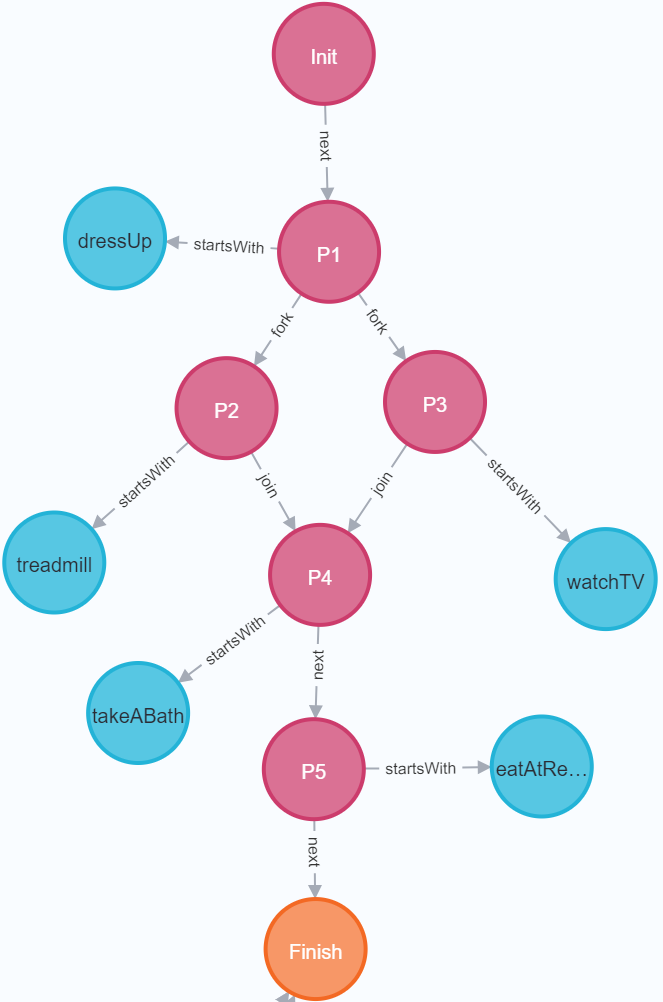 Init
next
dressUp
startsWith
P1
fork
fork
P2
P3
startsWith
join
join
startsWith
treadmill
P4
watchTV
startsWith
next
takeABath
P5
startsWith
eatAtRe...
next
Finish